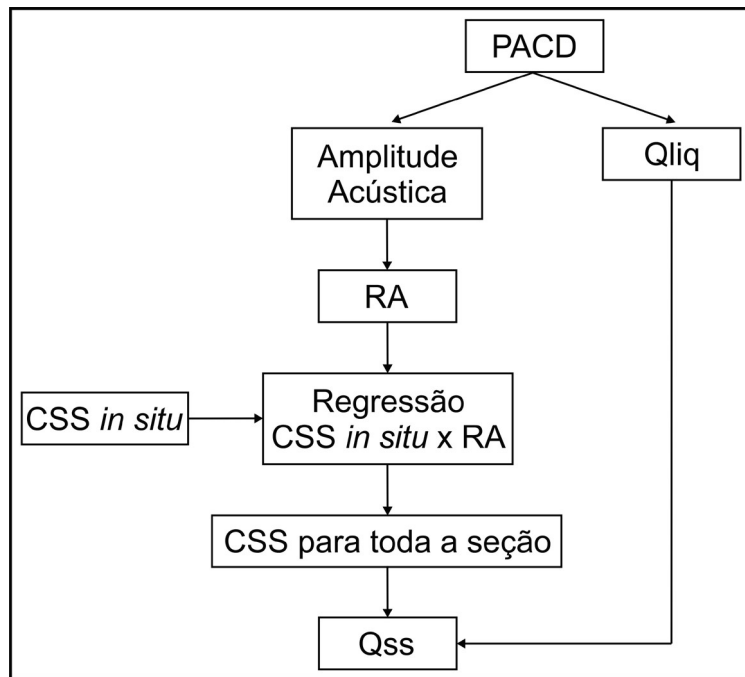 PACD
Amplitude
Acústica
Qliq
RA
CSS in situ
Regressão
CSS in situ x RA
CSS para toda a seção
Qss